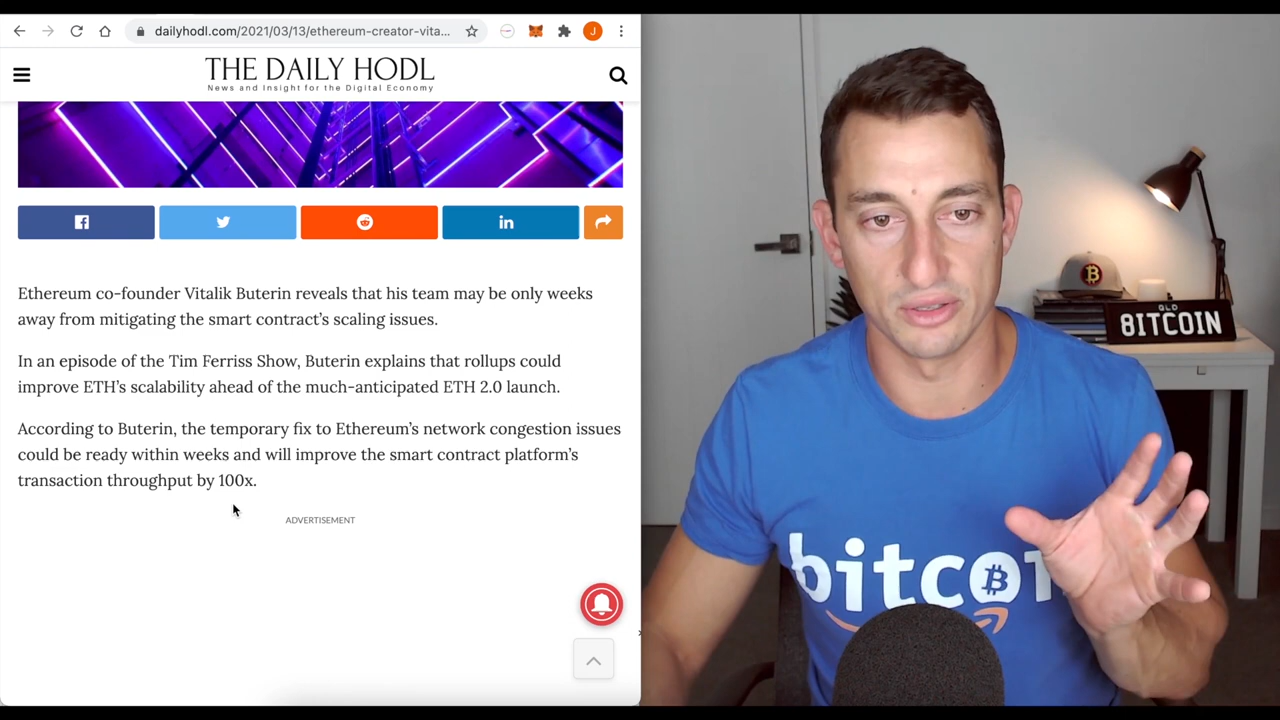 dailyhodl.com/2021/03/13/ethereum-creator-vita...
J
THE DAILY HODL
News and Insight for the Digital Economy
in
Ethereum co-founder Vitalik Buterin reveals that his team may be only weeks
away from mitigating the smart contract’s scaling issues.
In an episode of the Tim Ferriss Show, Buterin explains that rollups could
improve ETH’s scalability ahead of the much-anticipated ETH 2.0 launch.
According to Buterin, the temporary fix to Ethereum’s network congestion issues
could be ready within weeks and will improve the smart contract platform’s
transaction throughput by 100x.
ADVERTISEMENT
QLD
8ITCOIN
bitco